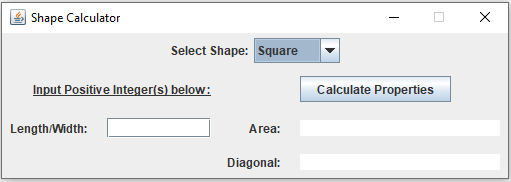 Shape Calculator
Select Shape: Square
Input Positive Integer(s) below:
Calculate Properties
Length/Width:
Area:
Diagonal: